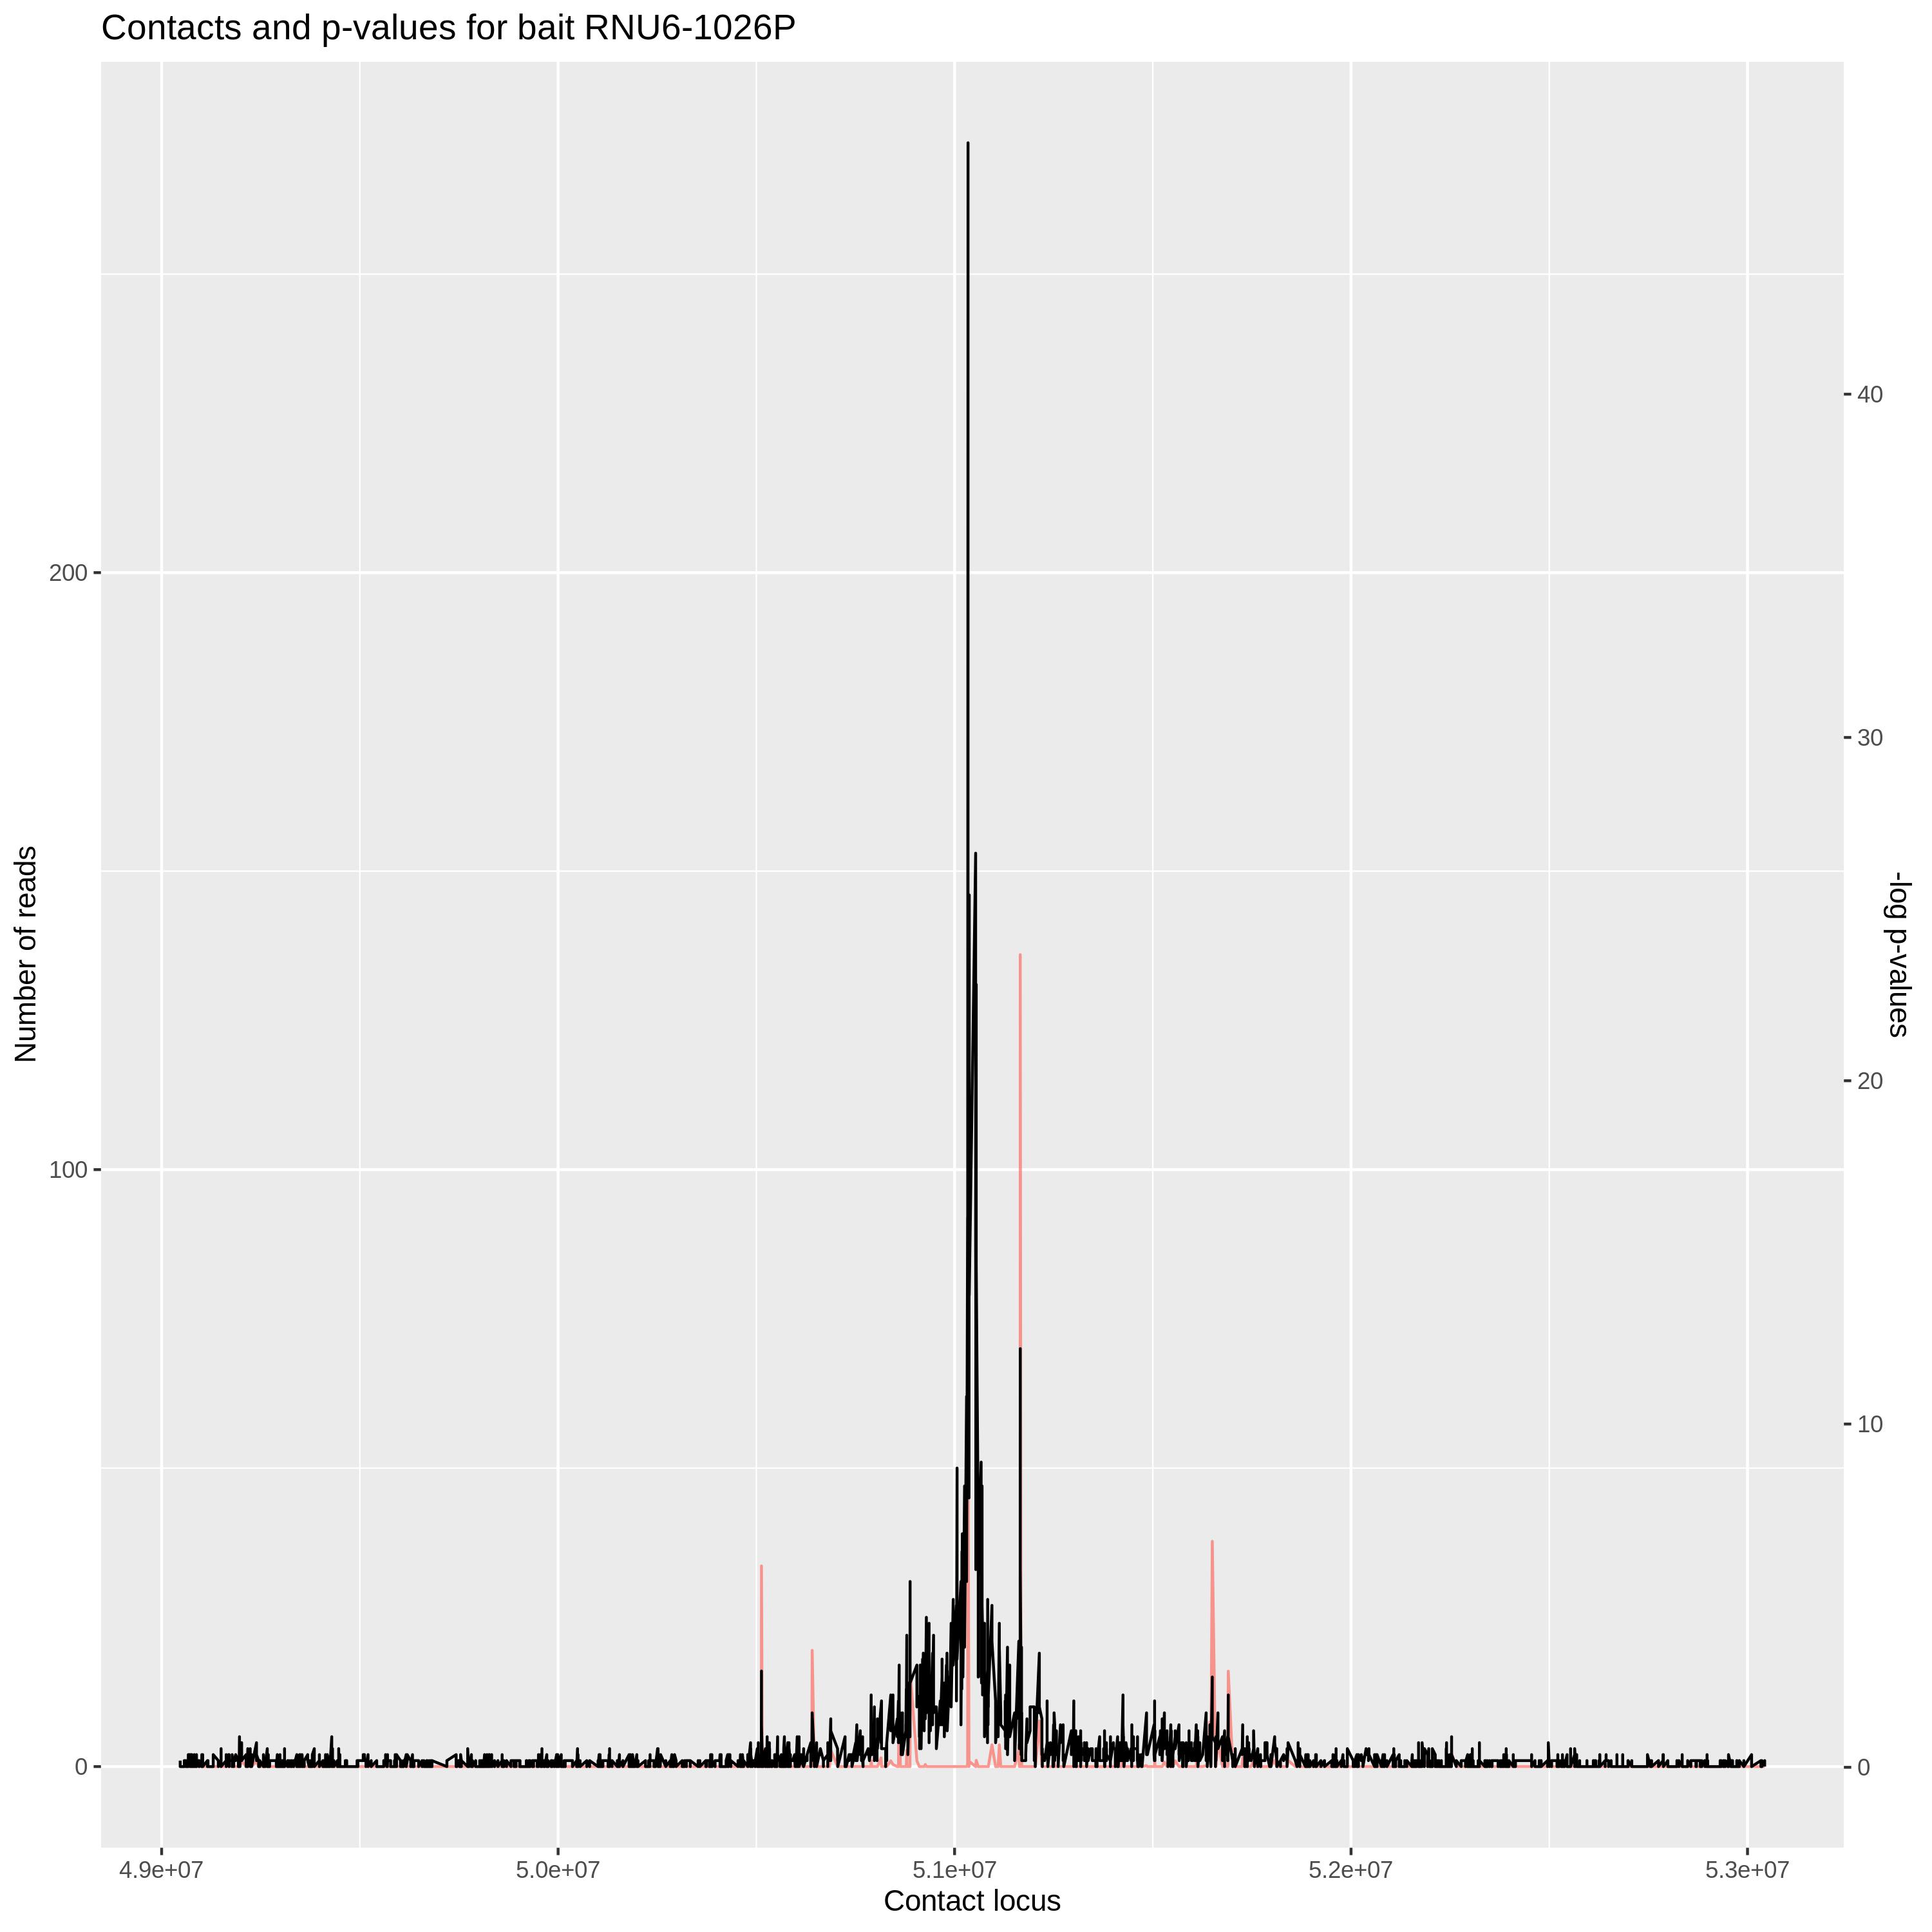 Contacts and p-values for bait RNU6-1026P
200
100
0
Number of reads
40
30
20
10
0
-log p-values
4.9e+07
5.0e+07
5.1e+07
5.2e+07
5.3e+07
Contact locus